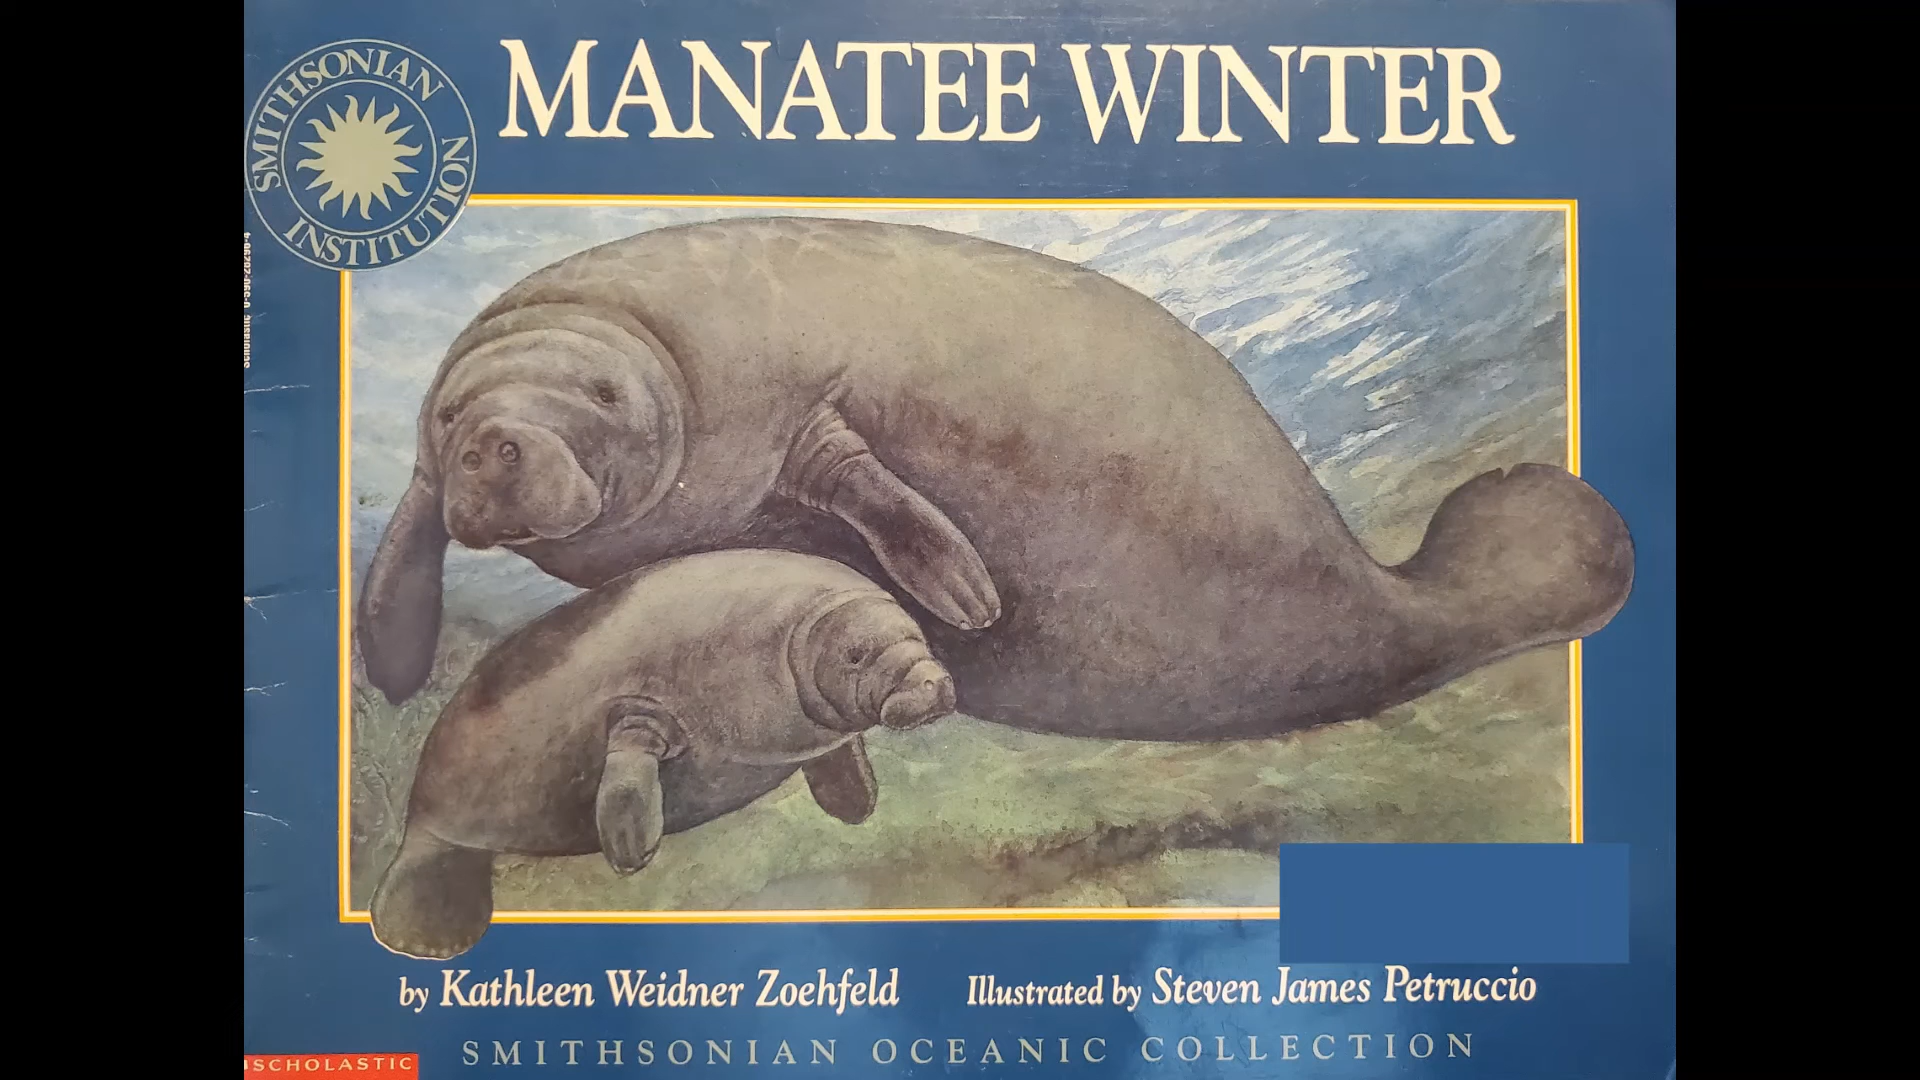 MANATEE WINTER
SMITHSONIAN
INSTITUTION
by Kathleen Weidner Zoehfeld
Illustrated by Steven James Petruccio
SMITHSONIAN OCEANIC COLLECTION
SCHOLASTIC